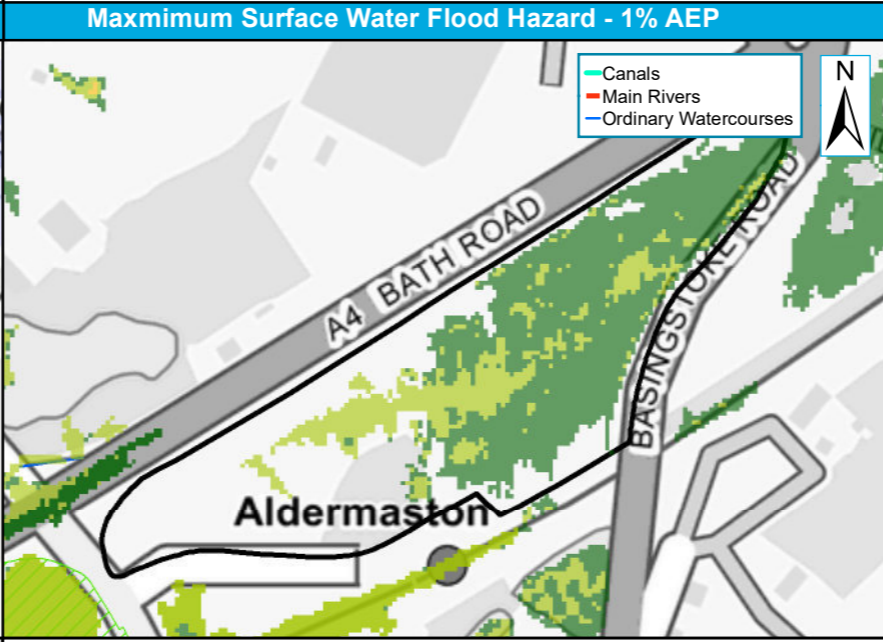 Maxmimum Surface Water Flood Hazard - 1% AEP
Canals
Main Rivers
Ordinary Watercourses
N
A4 BATH ROAD
BASINGSTOKE ROAD
Aldermaston